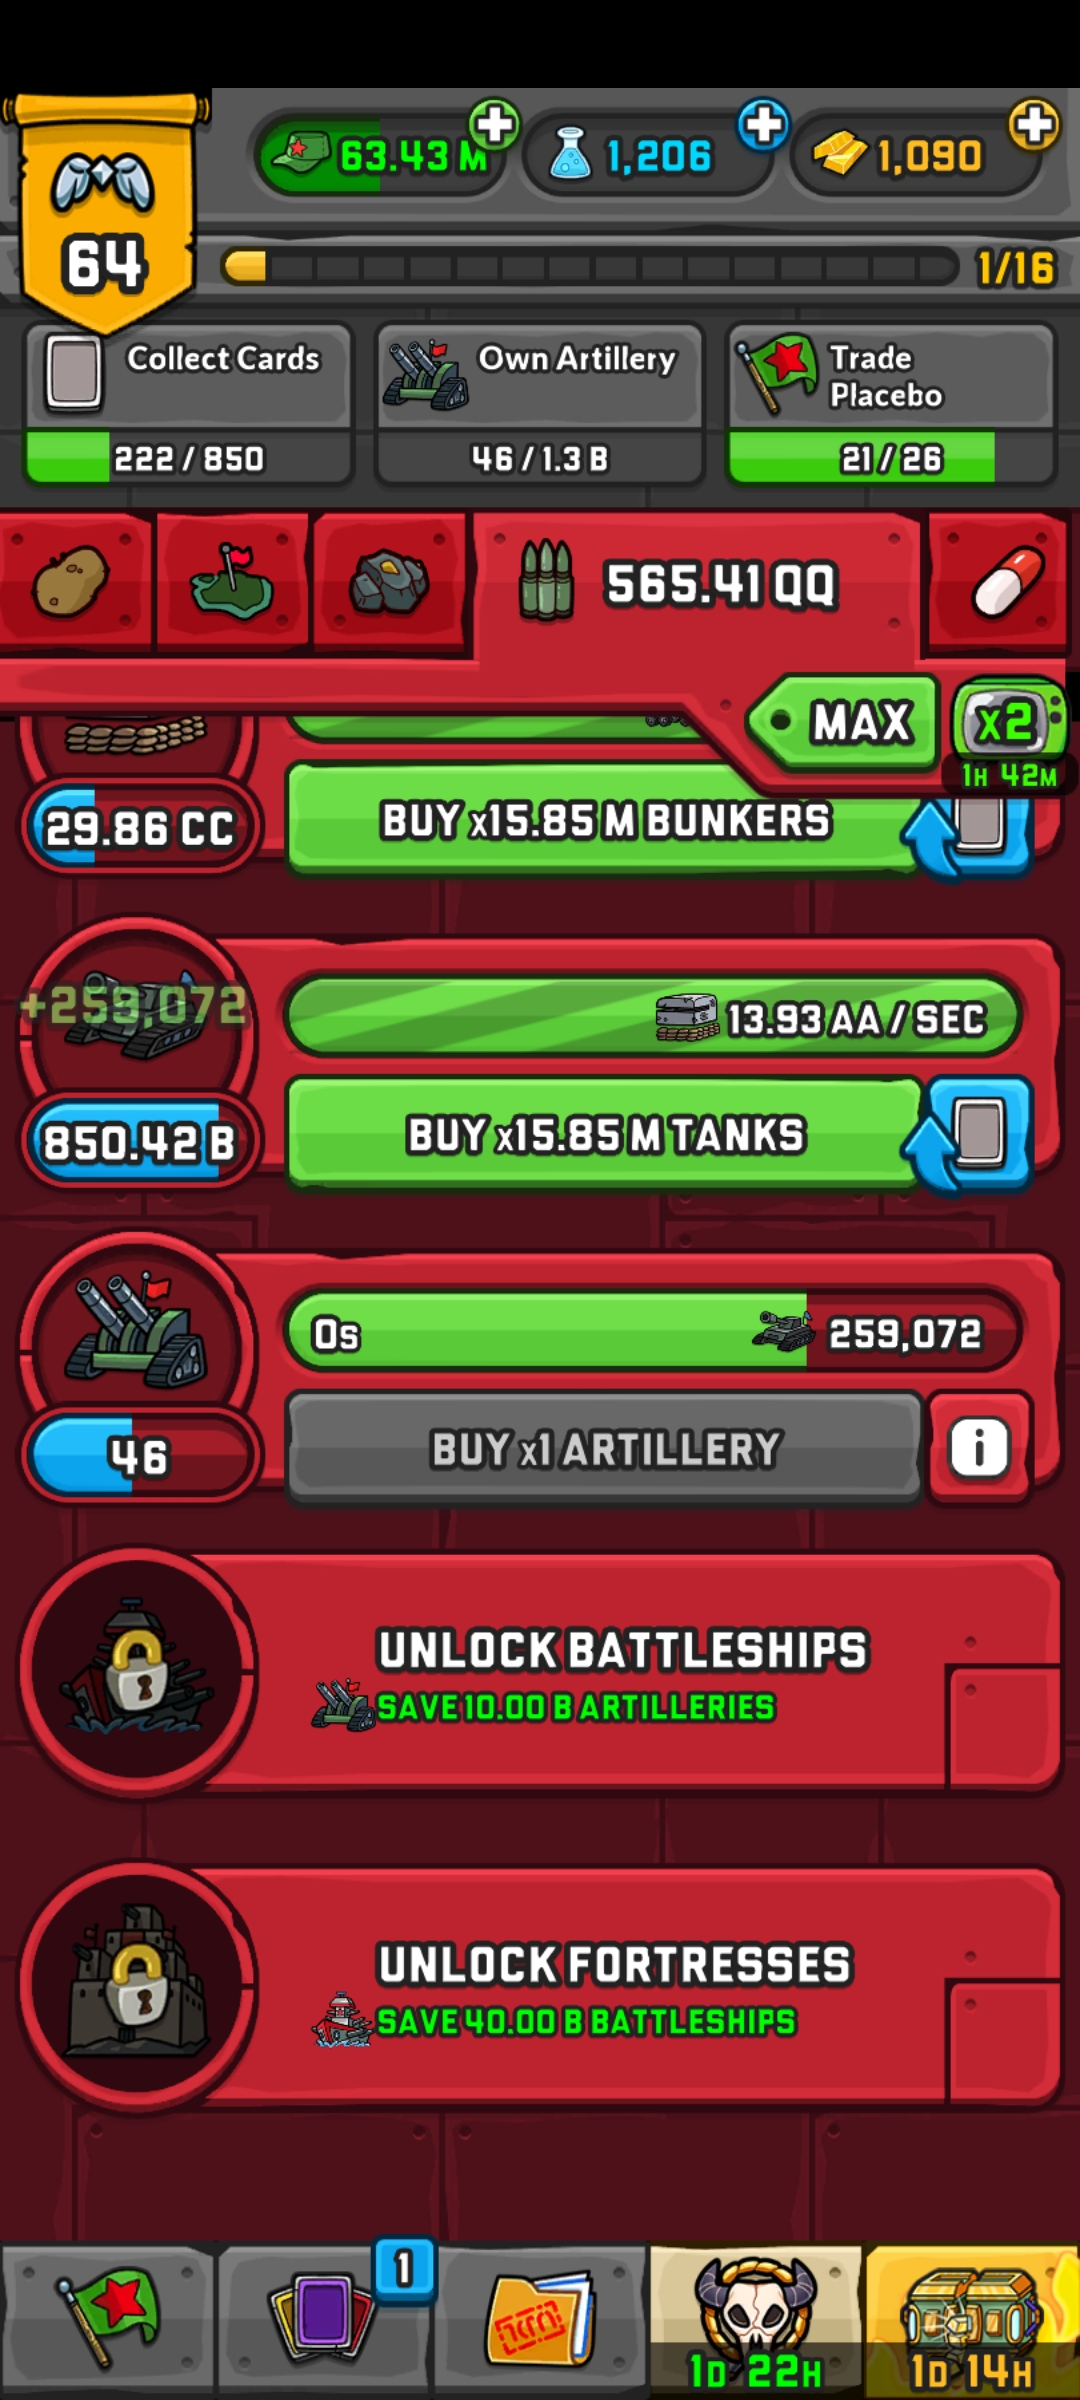 63.43 M
1,206
1,090
64
1/16
Collect Cards
222 / 850
Own Artillery
46 / 1.3 B
Trade
Placebo
21 / 26
565.41 QQ
MAX
x2
1H 42M
29.86 CC
BUY x15.85 M BUNKERS
+259,072
13.93 AA / SEC
850.42 B
BUY x15.85 M TANKS
0s
259,072
46
BUY x1 ARTILLERY
i
UNLOCK BATTLESHIPS
SAVE 10.00 B ARTILLERIES
UNLOCK FORTRESSES
SAVE 40.00 B BATTLESHIPS
1
1D 22H
1D 14H